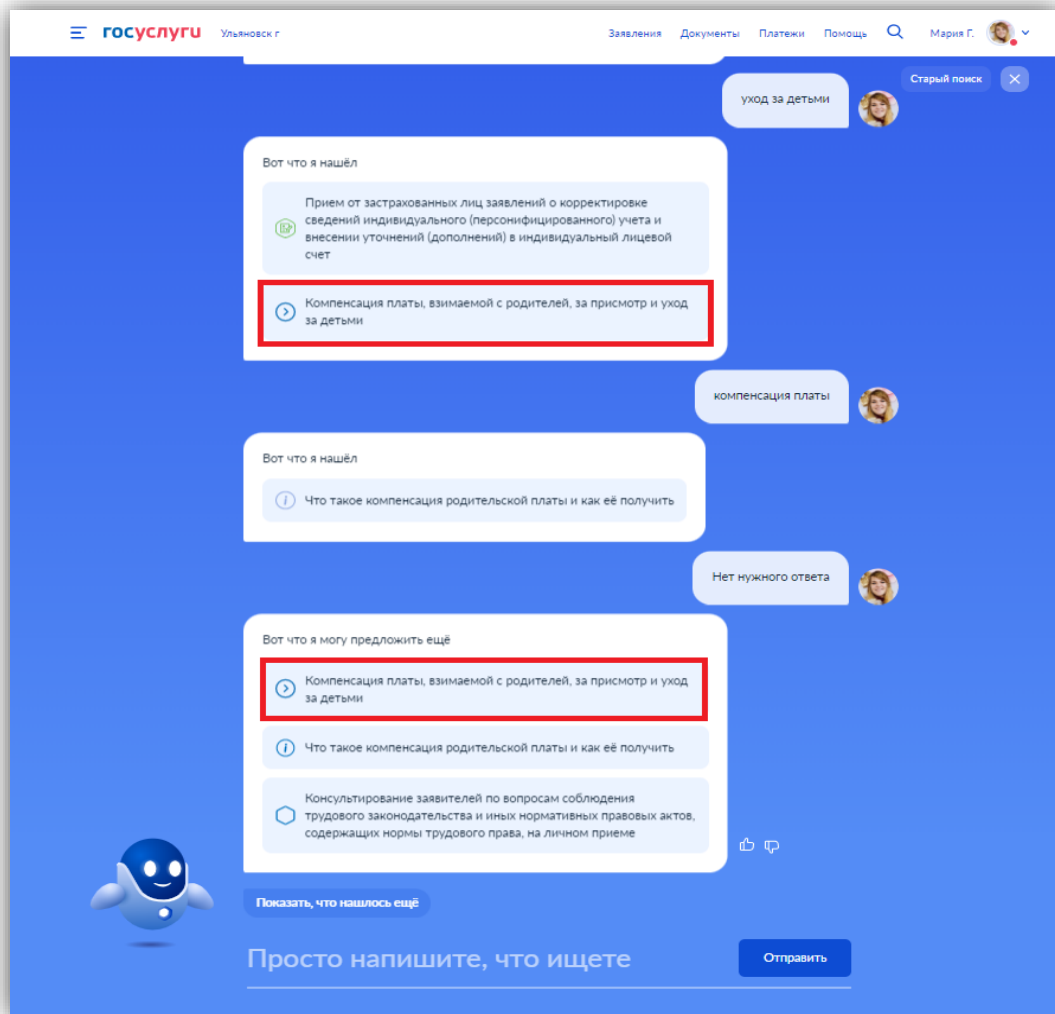 госуслуги Ульяновск г Заявления Документы Платежи Помощь Мария Г.
Старый поиск
уход за детьми
Вот что я нашёл
Прием от застрахованных лиц заявлений о корректировке
сведений индивидуального (персонифицированного) учета и
внесении уточнений (дополнений) в индивидуальный лицевой
счет
Компенсация платы, взимаемой с родителей, за присмотр и уход
за детьми
компенсация платы
Вот что я нашёл
Что такое компенсация родительской платы и как её получить
Нет нужного ответа
Вот что я могу предложить ещё
Компенсация платы, взимаемой с родителей, за присмотр и уход
за детьми
Что такое компенсация родительской платы и как её получить
Консультирование заявителей по вопросам соблюдения
трудового законодательства и иных нормативных правовых актов,
содержащих нормы трудового права, на личном приеме
Показать, что нашлось ещё
Просто напишите, что ищете
Отправить